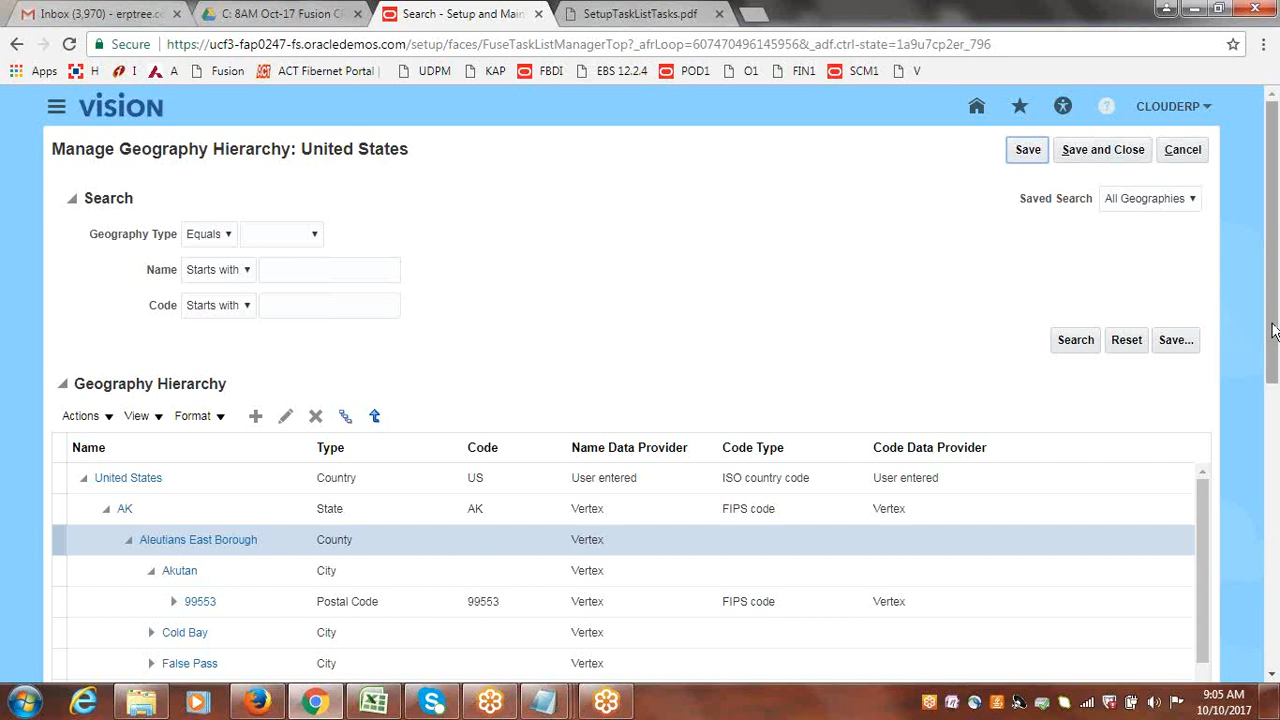 Inbox (3,970) - emptree.co
C: 8AM Oct-17 Fusion C
Search - Setup and Main
SetupTaskListTasks.pdf
Secure https://ucf3-fap0247-fs.oracledemos.com/setup/faces/FuseTaskListManagerTop?_afrLoop=607470496145956&_adf.ctrl-state=1a9u7cp2er_796
Apps H I A Fusion ACT Fibernet Portal UDPM KAP FBDI EBS 12.2.4 POD1 O1 FIN1 SCM1 V
VISION CLOUDERP
Manage Geography Hierarchy: United States Save Save and Close Cancel
Search Saved Search All Geographies
Geography Type Equals
Name Starts with
Code Starts with
Search Reset Save...
Geography Hierarchy
Actions View Format
Name Type Code Name Data Provider Code Type Code Data Provider
United States Country US User entered ISO country code User entered
AK State AK Vertex FIPS code Vertex
Aleutians East Borough County Vertex
Akutan City Vertex
99553 Postal Code 99553 Vertex FIPS code Vertex
Cold Bay City Vertex
False Pass City Vertex
9:05 AM
10/10/2017